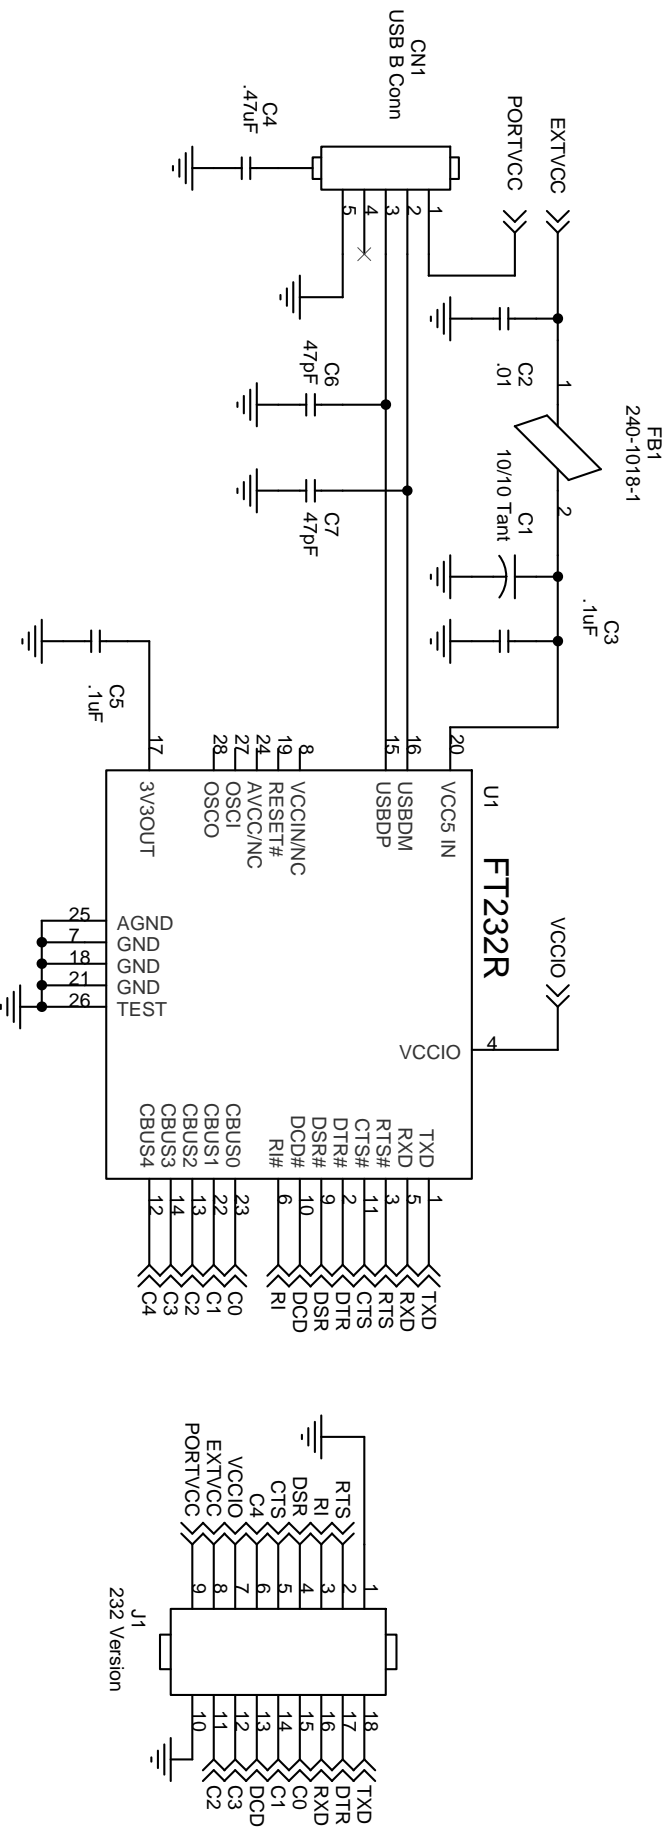 CN1
USB B Conn
C4
.47uF
PORTVCC
EXTVCC
1
2
3
4
5
C2
.01
1
FB1
240-1018-1
2
C1
10/10 Tant
C3
.1uF
C6
47pF
C7
47pF
C5
.1uF
U1
FT232R
20
VCC5 IN
16
USBDM
15
USBDP
8
VCCIN/NC
19
RESET#
24
AVCC/NC
27
OSCI
28
OSCO
17
3V3OUT
25
AGND
7
GND
18
GND
21
GND
26
TEST
VCCIO
4
VCCIO
TXD
1
TXD
RXD
5
RXD
RTS#
3
RTS
CTS#
11
CTS
DTR#
2
DTR
DSR#
9
DSR
DCD#
10
DCD
RI#
6
RI
CBUS0
23
C0
CBUS1
22
C1
CBUS2
13
C2
CBUS3
14
C3
CBUS4
12
C4
J1
232 Version
1
RTS
2
RI
3
DSR
4
CTS
5
C4
6
VCCIO
7
EXTVCC
8
PORTVCC
9
18
TXD
17
DTR
16
RXD
15
C0
14
C1
13
DCD
12
C3
11
C2
10